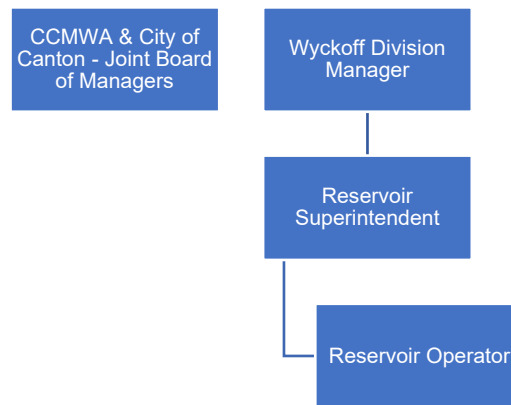 CCMWA & City of
Canton - Joint Board
of Managers
Wyckoff Division
Manager
Reservoir
Superintendent
Reservoir Operator